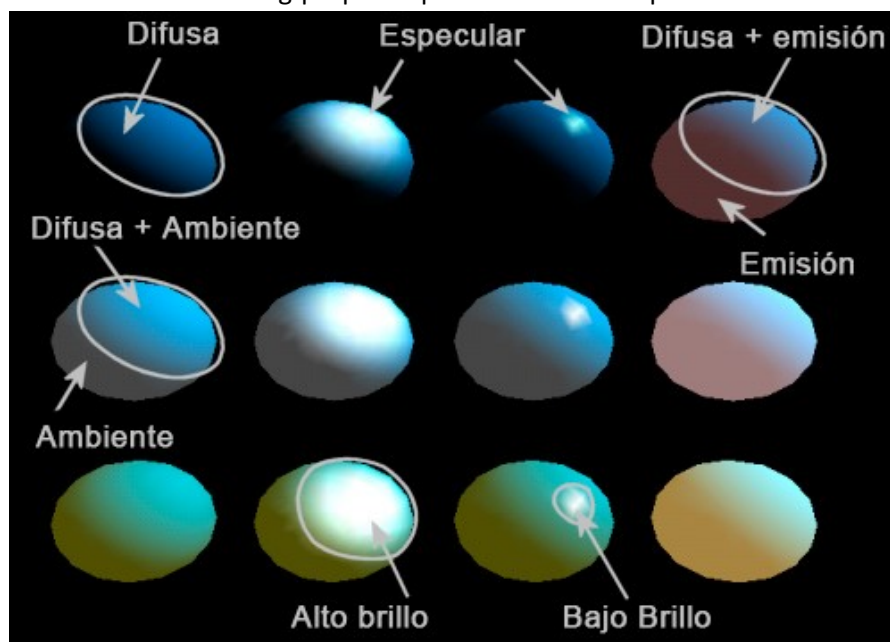 Difusa
Especular
Difusa + emisión
Difusa + Ambiente
Emisión
Ambiente
Alto brillo
Bajo Brillo